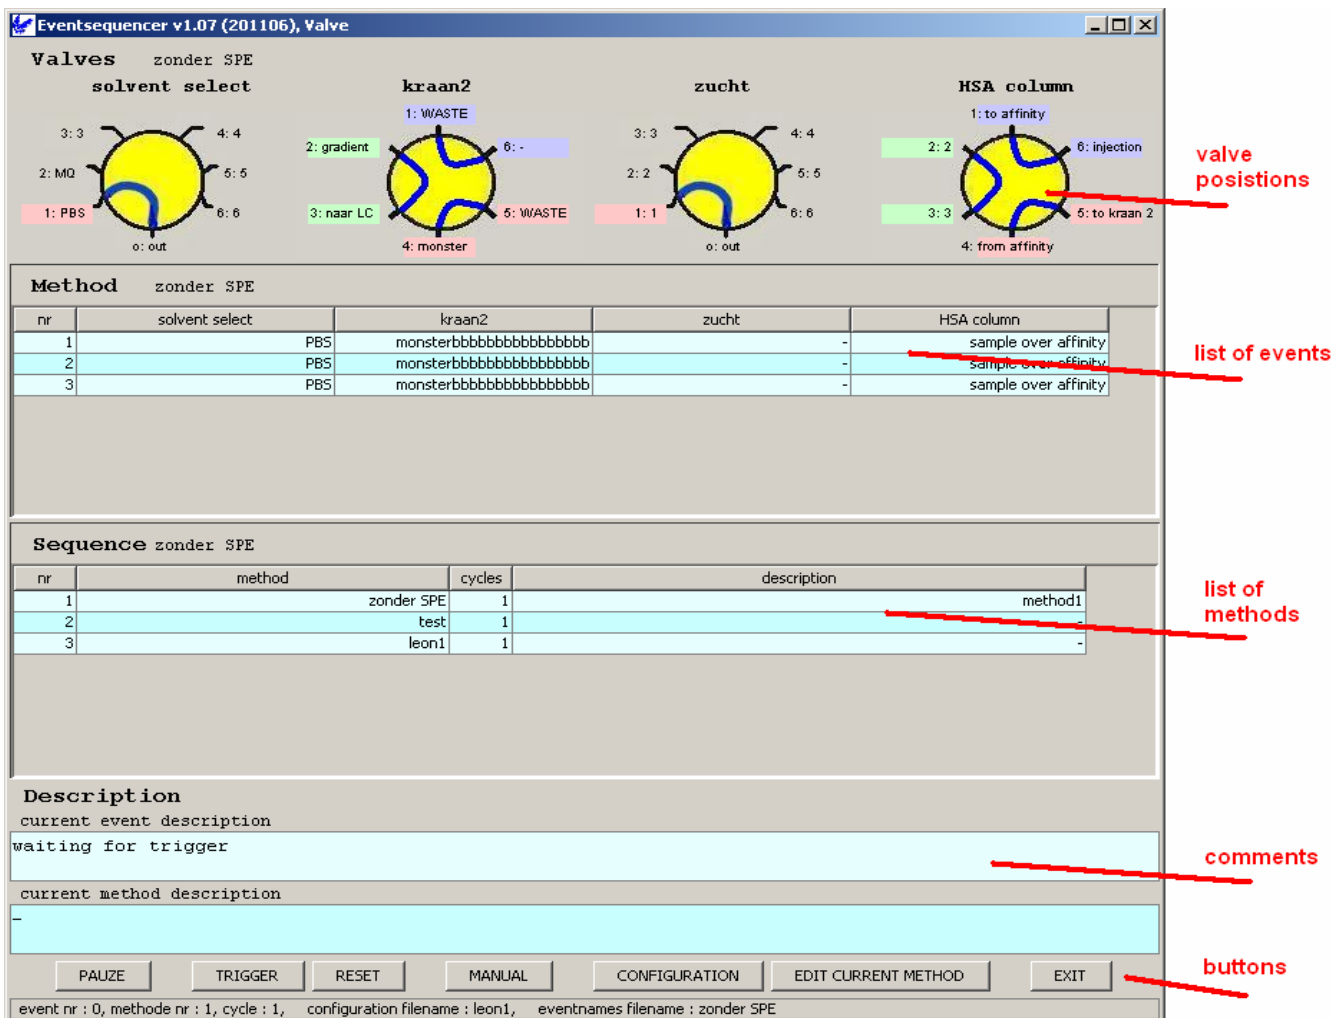 Eventsequencer v1.07 (201106), Valve
Valves zonder SPE
solvent select kraan2 zucht HSA column
1: WASTE 1: to affinity
3: 3 4: 4 3: 3 4: 4
2: gradient 6: - 2: 2 6: injection
valve
posistions
2: MQ 5: 5 2: 2 5: 5
1: PBS 6: 6 3: naar LC 5: WASTE 1: 1 6: 6 3: 3 5: to kraan 2
o: out 4: monster o: out 4: from affinity
Method zonder SPE
nr solvent select kraan2 zucht HSA column
1 PBS monsterbbbbbbbbbbbbbbbb - sample over affinity
list of events
2 PBS monsterbbbbbbbbbbbbbbbb - sample over affinity
3 PBS monsterbbbbbbbbbbbbbbbb - sample over affinity
Sequence zonder SPE
nr method cycles description
1 zonder SPE 1 method1
list of
methods
2 test 1 -
3 leon1 1 -
Description
current event description
waiting for trigger
comments
current method description
-
PAUZE TRIGGER RESET MANUAL CONFIGURATION EDIT CURRENT METHOD EXIT
buttons
event nr : 0, methode nr : 1, cycle : 1, configuration filename : leon1, eventnames filename : zonder SPE